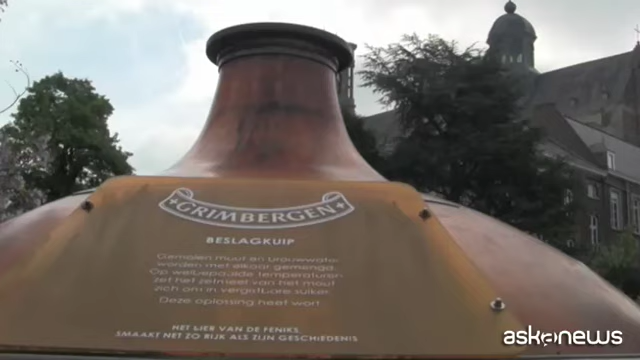 GRIMBERGEN
BESLAGKUIP
Gemalen mout en brouwwater
worden met elkaar gemengd.
Op welbepaalde temperaturen
zet het zetmeel van het mout
zich om in vergistbare suiker.
Deze oplossing heet wort.
HET BIER VAN DE FENIKS
SMAAKT NET ZO RIJK ALS ZIJN GESCHIEDENIS
askanews